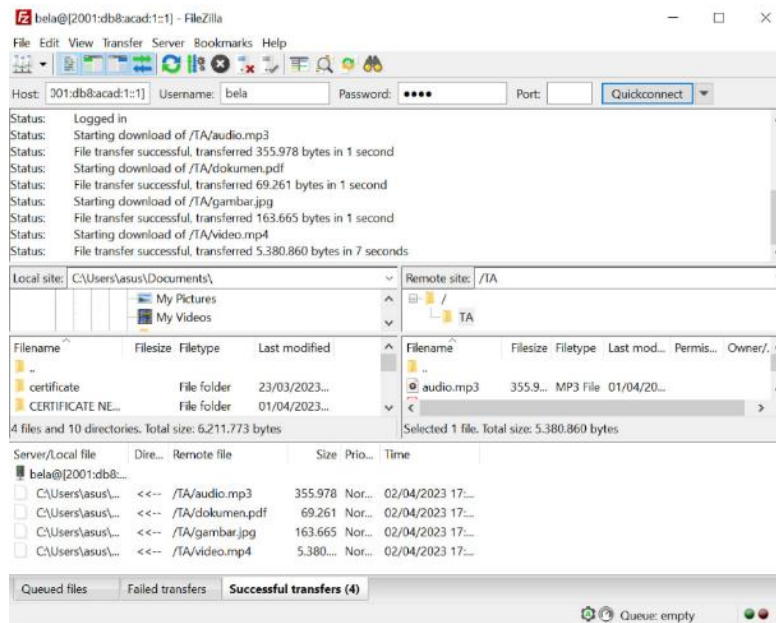 bela@[2001:db8:acad:1::1] - FileZilla
File Edit View Transfer Server Bookmarks Help
Host: 001:db8:acad:1::1] Username: bela Password: •••• Port: Quickconnect
Status: Logged in
Status: Starting download of /TA/audio.mp3
Status: File transfer successful, transferred 355.978 bytes in 1 second
Status: Starting download of /TA/dokumen.pdf
Status: File transfer successful, transferred 69.261 bytes in 1 second
Status: Starting download of /TA/gambar.jpg
Status: File transfer successful, transferred 163.665 bytes in 1 second
Status: Starting download of /TA/video.mp4
Status: File transfer successful, transferred 5.380.860 bytes in 7 seconds
Local site: C:\Users\asus\Documents\
My Pictures
My Videos
Filename Filesize Filetype Last modified
..
certificate File folder 23/03/2023...
CERTIFICATE NE... File folder 01/04/2023...
4 files and 10 directories. Total size: 6.211.773 bytes
Remote site: /TA
/
TA
Filename Filesize Filetype Last mod... Permis... Owner/.
..
audio.mp3 355.9... MP3 File 01/04/20...
Selected 1 file. Total size: 5.380.860 bytes
Server/Local file Dire... Remote file Size Prio... Time
bela@[2001:db8:...
C:\Users\asus\... <<-- /TA/audio.mp3 355.978 Nor... 02/04/2023 17:...
C:\Users\asus\... <<-- /TA/dokumen.pdf 69.261 Nor... 02/04/2023 17:...
C:\Users\asus\... <<-- /TA/gambar.jpg 163.665 Nor... 02/04/2023 17:...
C:\Users\asus\... <<-- /TA/video.mp4 5.380.... Nor... 02/04/2023 17:...
Queued files Failed transfers Successful transfers (4)
Queue: empty